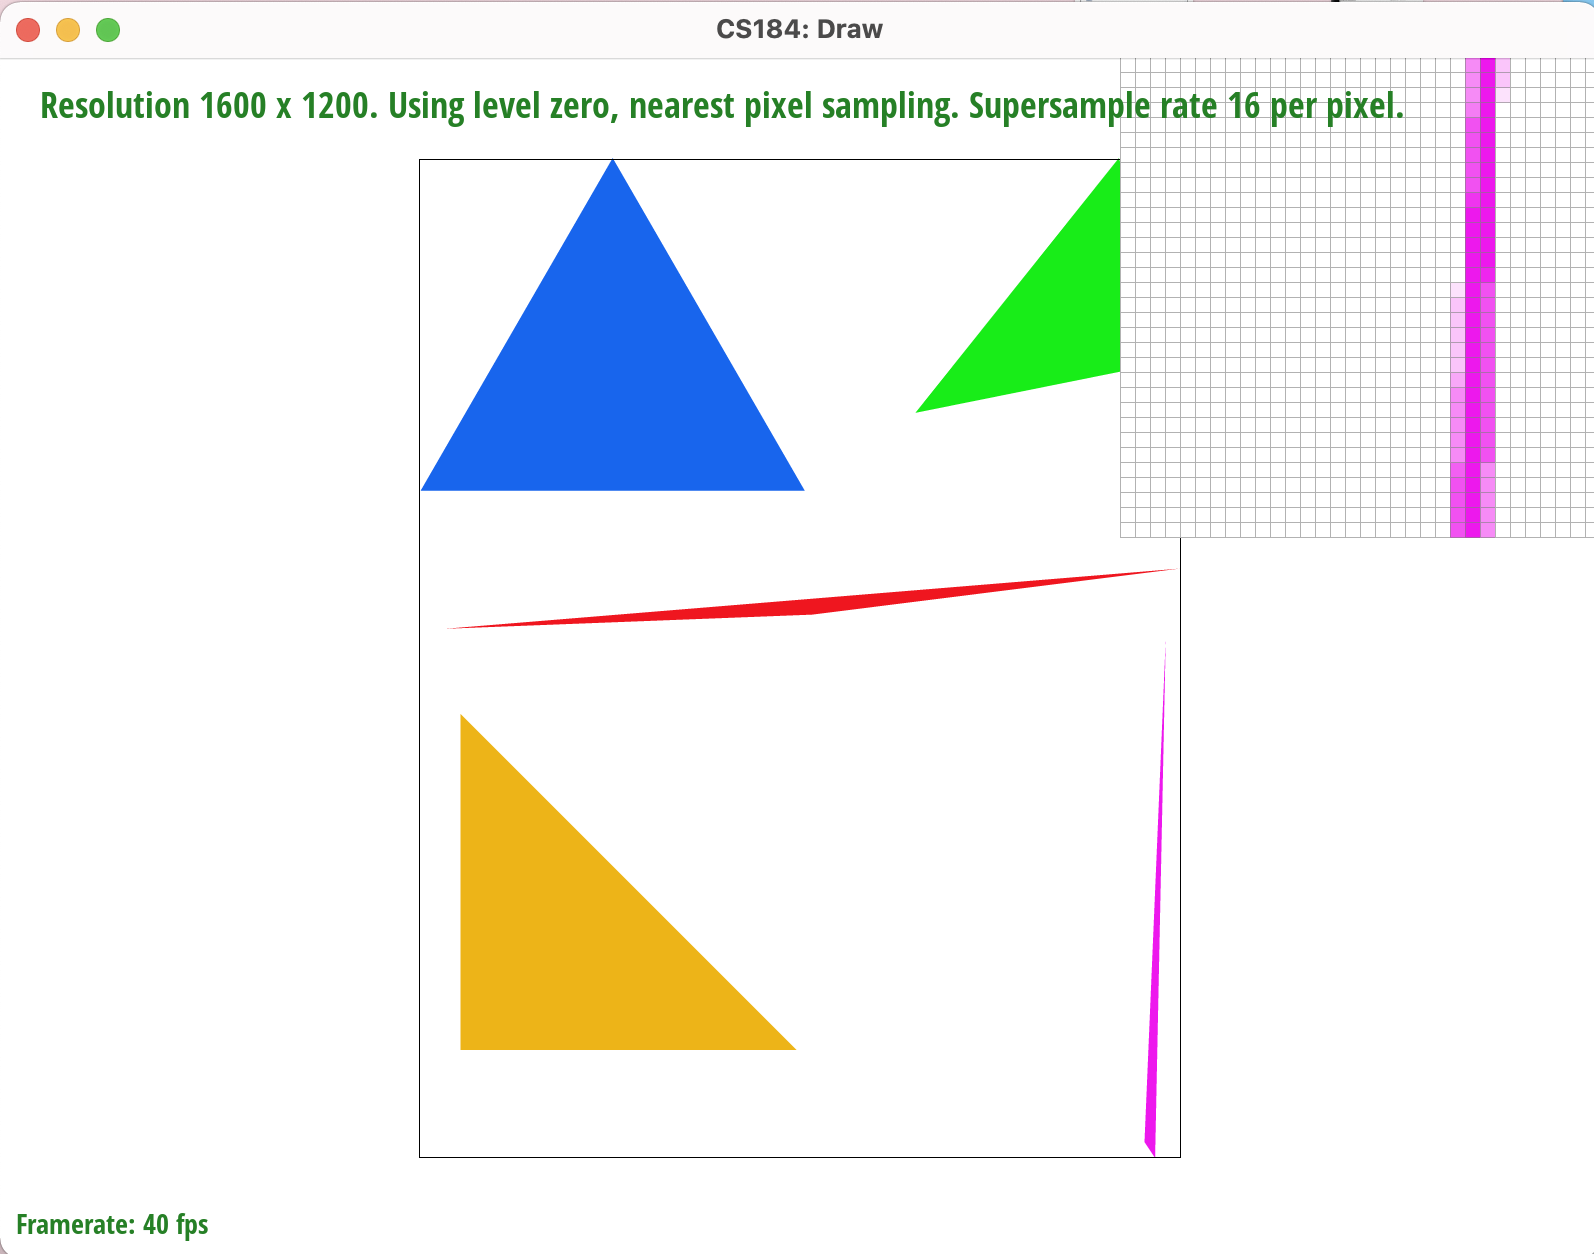 CS184: Draw
Resolution 1600 x 1200. Using level zero, nearest pixel sampling. Supersample rate 16 per pixel.
Framerate: 40 fps